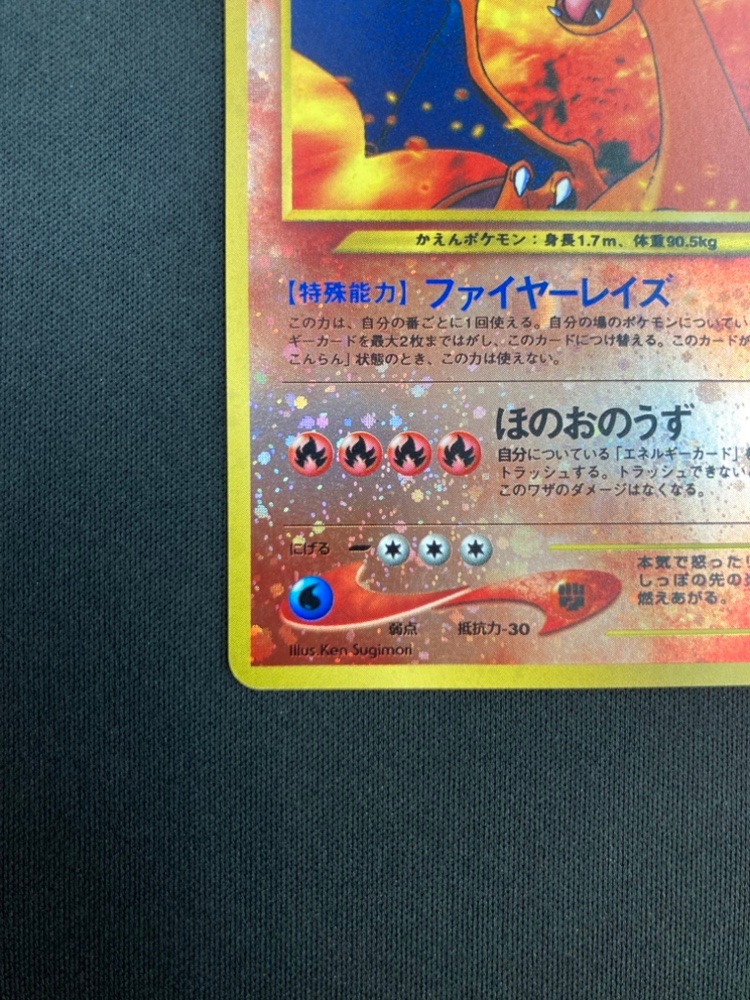 かえんポケモン：身長1.7m、体重90.5kg
【特殊能力】ファイヤーレイズ
この力は、自分の番ごとに1回使える。自分の場のポケモンについてい
ギーカードを最大2枚まではがし、このカードにつけ替える。このカードが
こんらん」状態のとき、この力は使えない。
ほのおのうず
自分についている「エネルギーカード」を
トラッシュする。トラッシュできない
このワザのダメージはなくなる。
にげる
本気で怒った
しっぽの先の
燃えあがる。
弱点 抵抗力-30
Illus Ken Sugimori